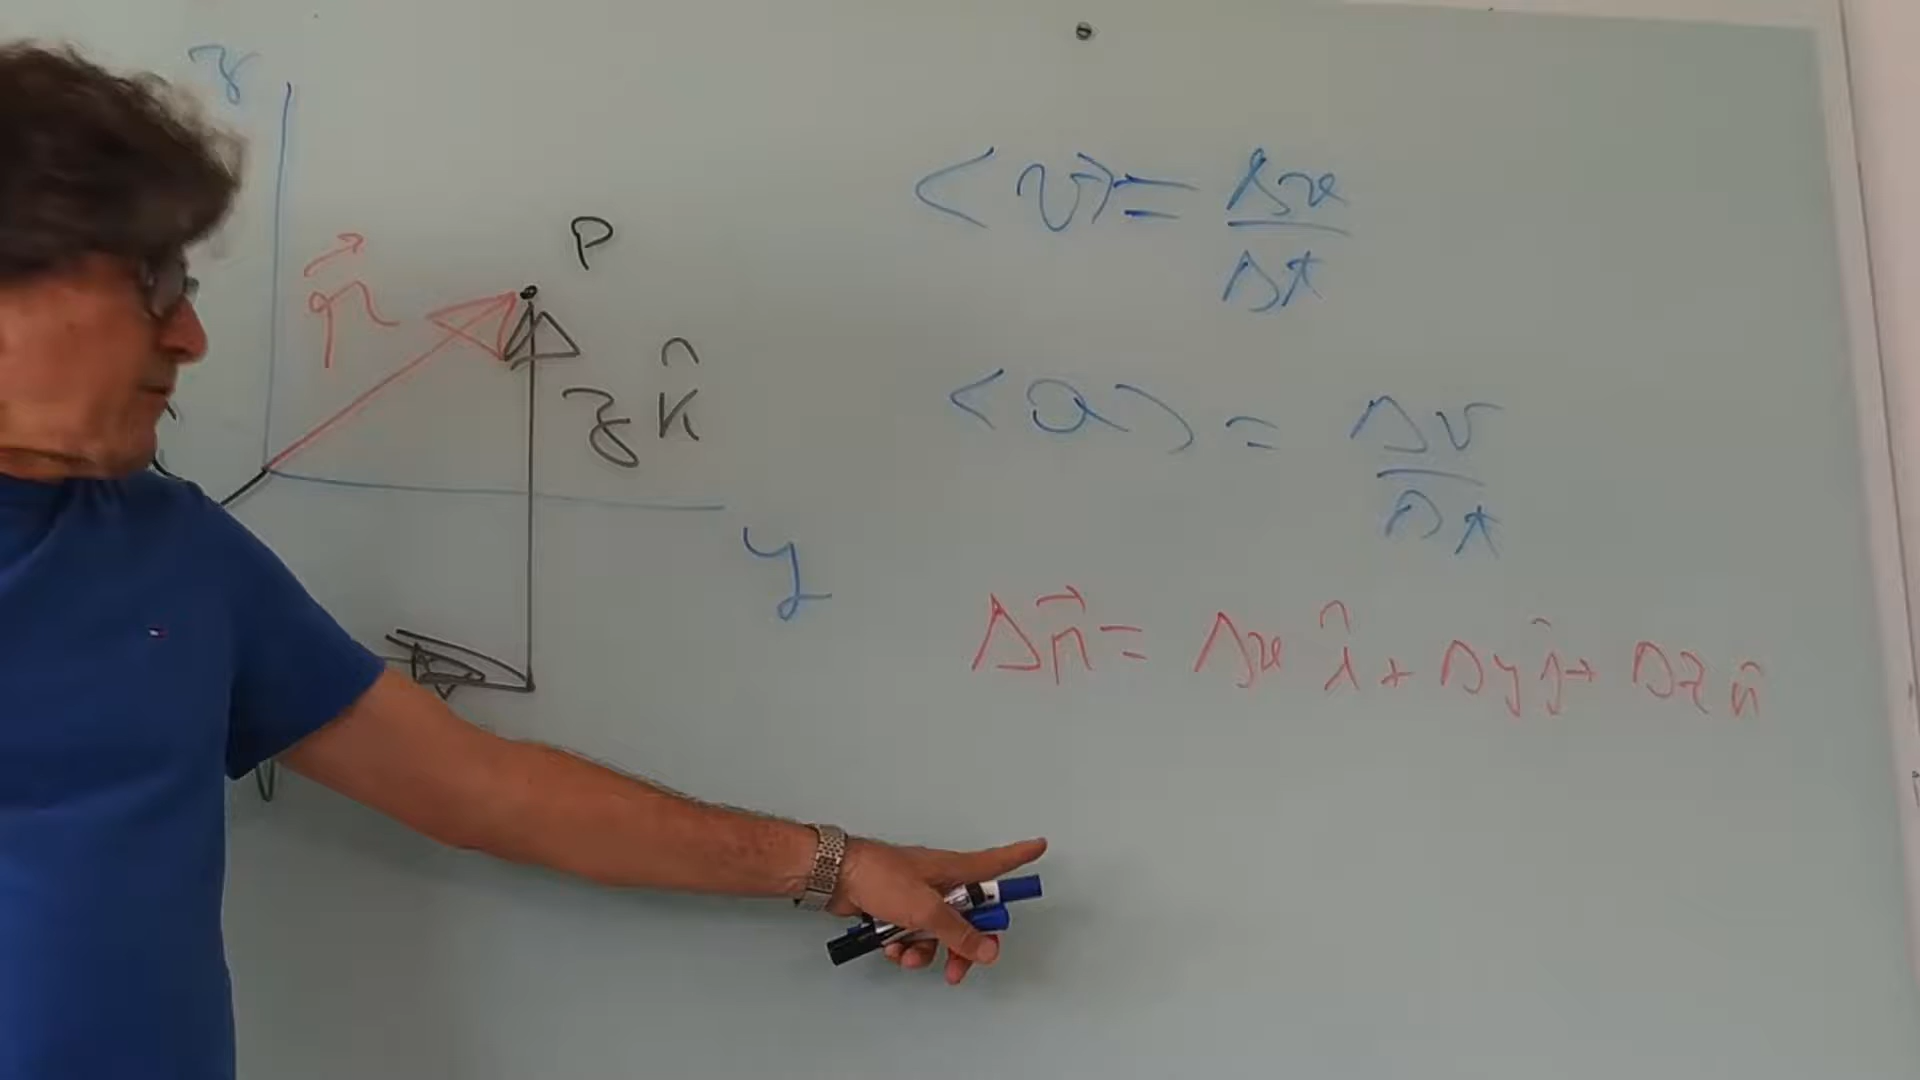 z
P
r⃗
z k̂
y
<v> = Δx/Δt
<a> = Δv/Δt
Δr⃗ = Δx î + Δy ĵ + Δz k̂